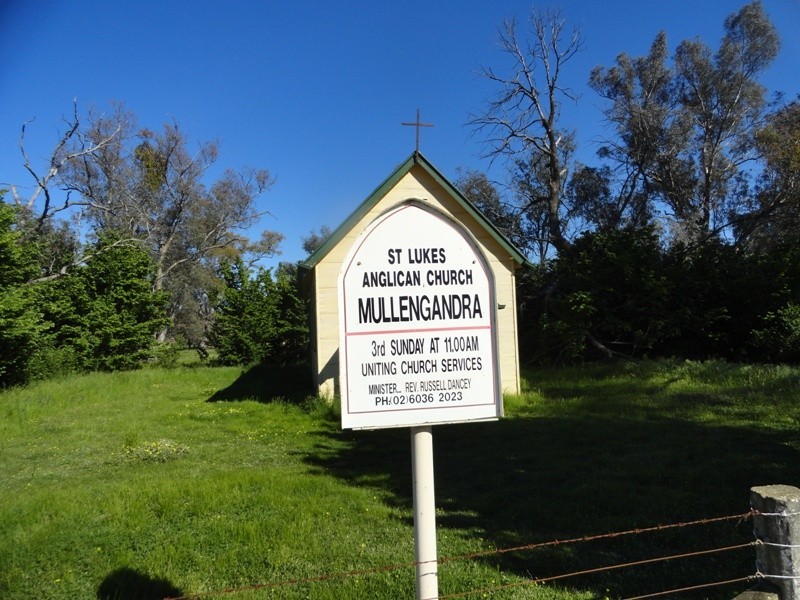 ST LUKES
ANGLICAN CHURCH
MULLENGANDRA
3rd SUNDAY AT 11.00AM
UNITING CHURCH SERVICES
MINISTER... REV. RUSSELL DANCEY
PH:(02)6036 2023